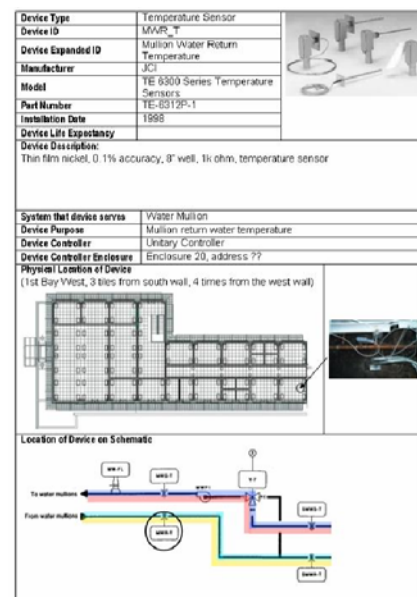 Device Type Temperature Sensor
Device ID MWR_T
Device Expanded ID Mullion Water Return
Temperature
Manufacturer JCI
Model TE 6300 Series Temperature
Sensors
Part Number TE-6312P-1
Installation Date 1998
Device Life Expectancy
Device Description:
Thin film nickel, 0.1% accuracy, 8" well, 1k ohm, temperature sensor
System that device serves Water Mullion
Device Purpose Mullion return water temperature
Device Controller Unitary Controller
Device Controller Enclosure Enclosure 20, address ??
Physical Location of Device
(1st Bay West, 3 tiles from south wall, 4 times from the west wall)
Location of Device on Schematic
MWS-T
V-7
To water mullions
From water mullions
MWR-T